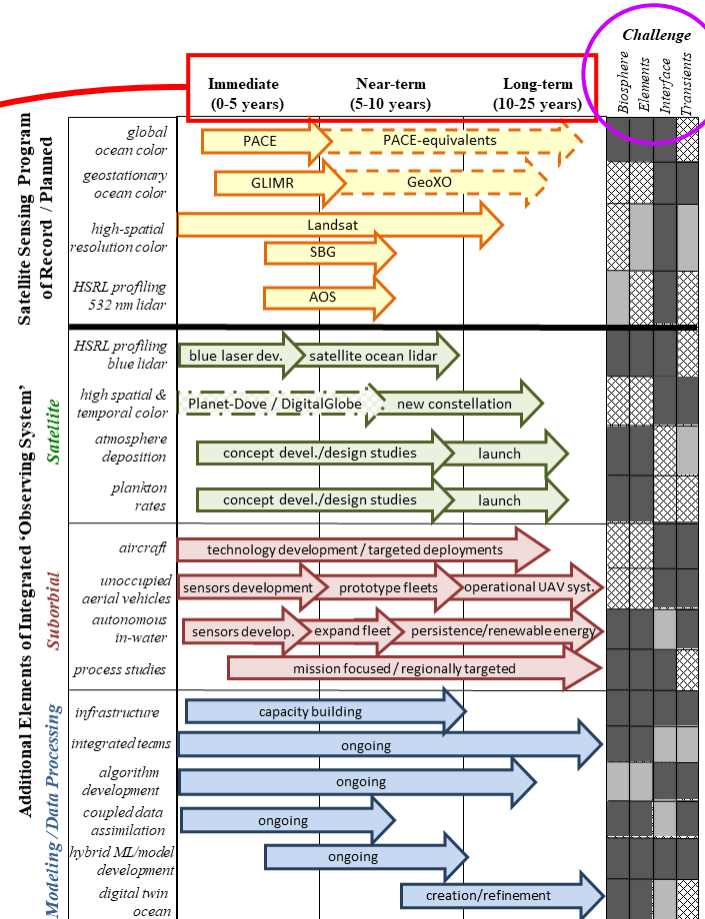 Challenge
Biosphere
Elements
Interface
Transients
Immediate
(0-5 years)
Near-term
(5-10 years)
Long-term
(10-25 years)
Satellite Sensing Program
of Record / Planned
global
ocean color
PACE
PACE-equivalents
geostationary
ocean color
GLIMR
GeoXO
high-spatial
resolution color
Landsat
SBG
HSRL profiling
532 nm lidar
AOS
Additional Elements of Integrated ‘Observing System’
Satellite
HSRL profiling
blue lidar
blue laser dev.
satellite ocean lidar
high spatial &
temporal color
Planet-Dove / DigitalGlobe
new constellation
atmosphere
deposition
concept devel./design studies
launch
plankton
rates
concept devel./design studies
launch
Suborbial
aircraft
technology development / targeted deployments
unoccupied
aerial vehicles
sensors development
prototype fleets
operational UAV syst.
autonomous
in-water
sensors develop.
expand fleet
persistence/renewable energy
process studies
mission focused / regionally targeted
Modeling / Data Processing
infrastructure
capacity building
integrated teams
ongoing
algorithm
development
ongoing
coupled data
assimilation
ongoing
hybrid ML/model
development
ongoing
digital twin
ocean
creation/refinement